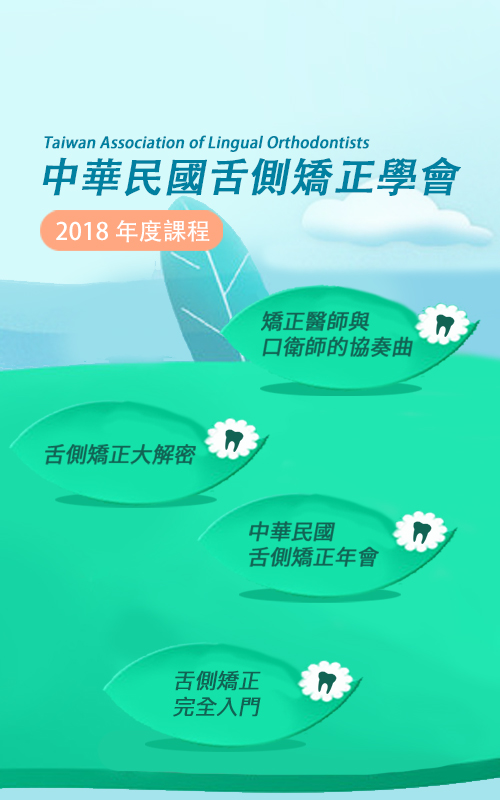 Taiwan Association of Lingual Orthodontists
中華民國舌側矯正學會
2018 年度課程
矯正醫師與
口衛師的協奏曲
舌側矯正大解密
中華民國
舌側矯正年會
舌側矯正
完全入門